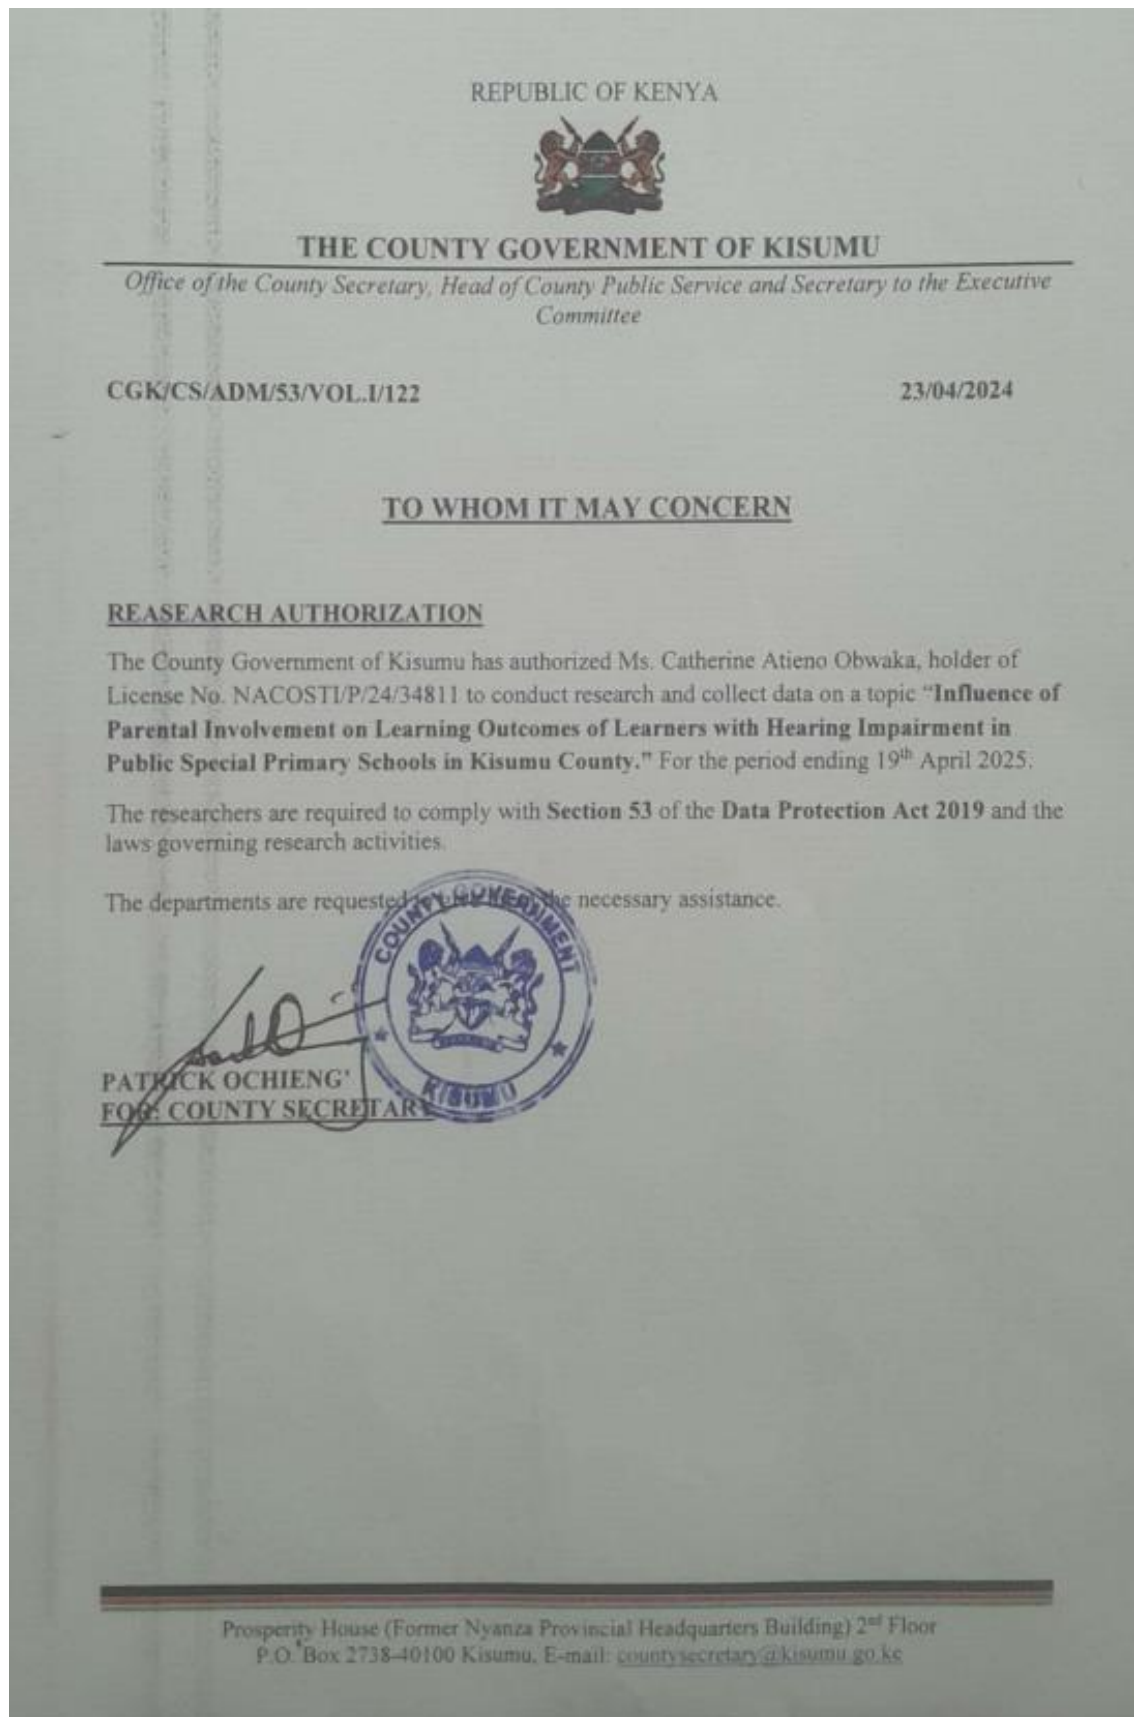 REPUBLIC OF KENYA
THE COUNTY GOVERNMENT OF KISUMU
Office of the County Secretary, Head of County Public Service and Secretary to the Executive
Committee
CGK/CS/ADM/53/VOL.I/122 23/04/2024
TO WHOM IT MAY CONCERN
REASEARCH AUTHORIZATION
The County Government of Kisumu has authorized Ms. Catherine Atieno Obwaka, holder of
License No. NACOSTI/P/24/34811 to conduct research and collect data on a topic “Influence of
Parental Involvement on Learning Outcomes of Learners with Hearing Impairment in
Public Special Primary Schools in Kisumu County." For the period ending 19th April 2025.
The researchers are required to comply with Section 53 of the Data Protection Act 2019 and the
laws governing research activities.
The departments are requested the necessary assistance.
COUNTY GOVERNMENT
KISUMU
PATRICK OCHIENG'
FOR: COUNTY SECRETARY
Prosperity House (Former Nyanza Provincial Headquarters Building) 2nd Floor
P.O. Box 2738-40100 Kisumu, E-mail: countysecretary@kisumu.go.ke